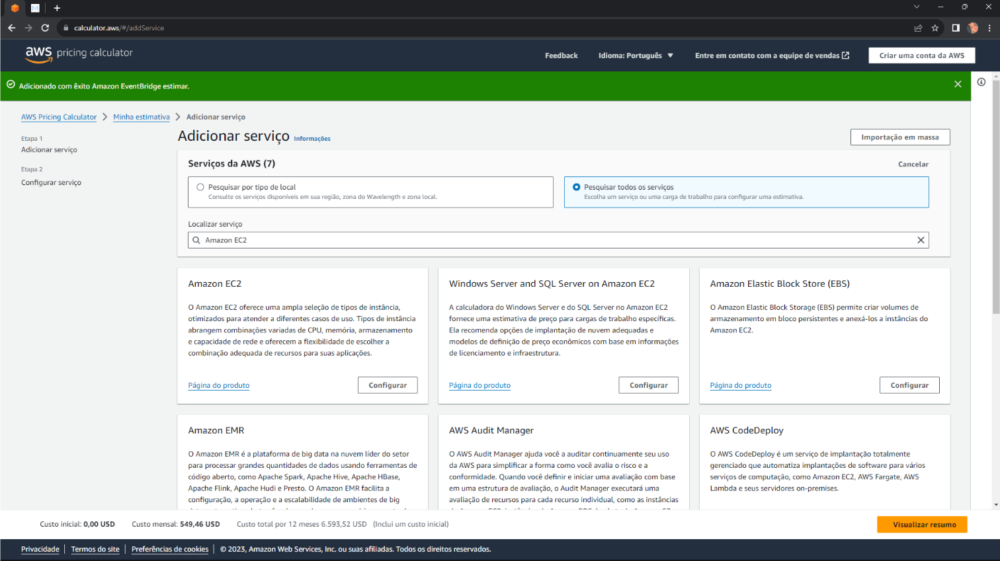 calculator.aws/#/addService
aws pricing calculator
Feedback
Idioma: Português
Entre em contato com a equipe de vendas
Criar uma conta da AWS
Adicionado com êxito Amazon EventBridge estimar.
AWS Pricing Calculator
Minha estimativa
Adicionar serviço
Etapa 1
Adicionar serviço
Etapa 2
Configurar serviço
Adicionar serviço Informações
Importação em massa
Serviços da AWS (7)
Cancelar
Pesquisar por tipo de local
Consulte os serviços disponíveis em sua região, zona do Wavelength e zona local.
Pesquisar todos os serviços
Escolha um serviço ou uma carga de trabalho para configurar uma estimativa.
Localizar serviço
Amazon EC2
Amazon EC2
O Amazon EC2 oferece uma ampla seleção de tipos de instância,
otimizados para atender a diferentes casos de uso. Tipos de instância
abrangem combinações variadas de CPU, memória, armazenamento
e capacidade de rede e oferecem a flexibilidade de escolher a
combinação adequada de recursos para suas aplicações.
Página do produto
Configurar
Windows Server and SQL Server on Amazon EC2
A calculadora do Windows Server e do SQL Server no Amazon EC2
fornece uma estimativa de preço para cargas de trabalho específicas.
Ela recomenda opções de implantação de nuvem adequadas e
modelos de definição de preço econômicos com base em informações
de licenciamento e infraestrutura.
Página do produto
Configurar
Amazon Elastic Block Store (EBS)
O Amazon Elastic Block Storage (EBS) permite criar volumes de
armazenamento em bloco persistentes e anexá-los a instâncias do
Amazon EC2.
Página do produto
Configurar
Amazon EMR
O Amazon EMR é a plataforma de big data na nuvem líder do setor
para processar grandes quantidades de dados usando ferramentas de
código aberto, como Apache Spark, Apache Hive, Apache HBase,
Apache Flink, Apache Hudi e Presto. O Amazon EMR facilita a
configuração, a operação e a escalabilidade de ambientes de big
AWS Audit Manager
O AWS Audit Manager ajuda você a auditar continuamente seu uso
da AWS para simplificar a forma como você avalia o risco e a
conformidade. Quando você definir e iniciar uma avaliação com base
em uma estrutura de avaliação, o Audit Manager executará uma
avaliação de recursos para cada recurso individual, como as instâncias
AWS CodeDeploy
O AWS CodeDeploy é um serviço de implantação totalmente
gerenciado que automatiza implantações de software para vários
serviços de computação, como Amazon EC2, AWS Fargate, AWS
Lambda e seus servidores on-premises.
Custo inicial: 0,00 USD
Custo mensal: 549,46 USD
Custo total por 12 meses 6.593,52 USD (Inclui um custo inicial)
Visualizar resumo
Privacidade
Termos do site
Preferências de cookies
© 2023, Amazon Web Services, Inc. ou suas afiliadas. Todos os direitos reservados.